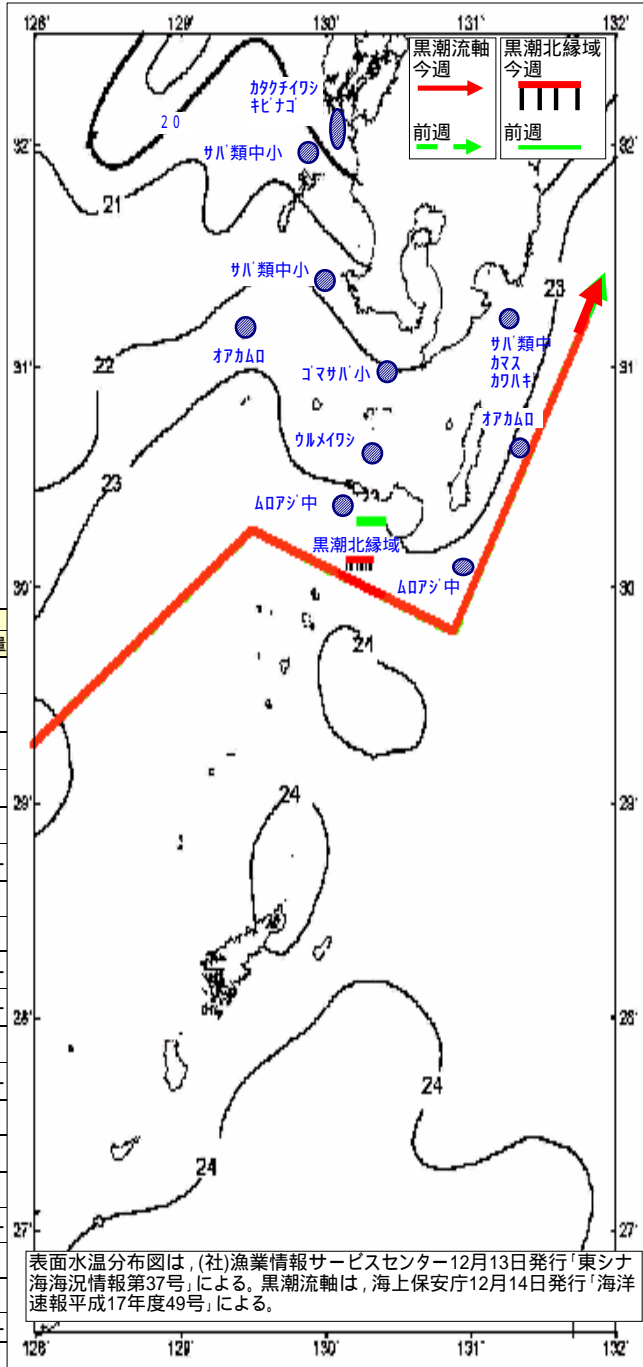 128゜ 129゜ 130゜ 131゜ 132゜
黒潮流軸
今週
前週
黒潮北縁域
今週
前週
カタクチイワシ
キビナゴ
20
32゜ 32゜
サバ類中小
21
サバ類中小
23
オアカムロ
サバ類中
カマス
カワハギ
31゜ 31゜
22
ゴマサバ小
オアカムロ
ウルメイワシ
23
ムロアジ中
黒潮北縁域
30゜ 30゜
ムロアジ中
24
量
29゜ 29゜
24
28゜ 28゜
24
24
27゜ 27゜
表面水温分布図は,(社)漁業情報サービスセンター12月13日発行「東シナ
海海況情報第37号」による。黒潮流軸は,海上保安庁12月14日発行「海洋
速報平成17年度49号」による。
128゜ 129゜ 130゜ 131゜ 132゜